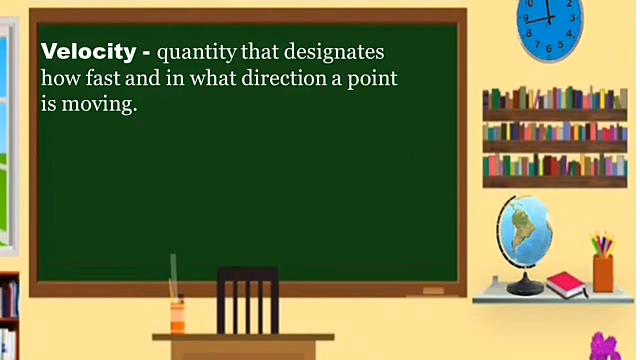 Velocity - quantity that designates
how fast and in what direction a point
is moving.